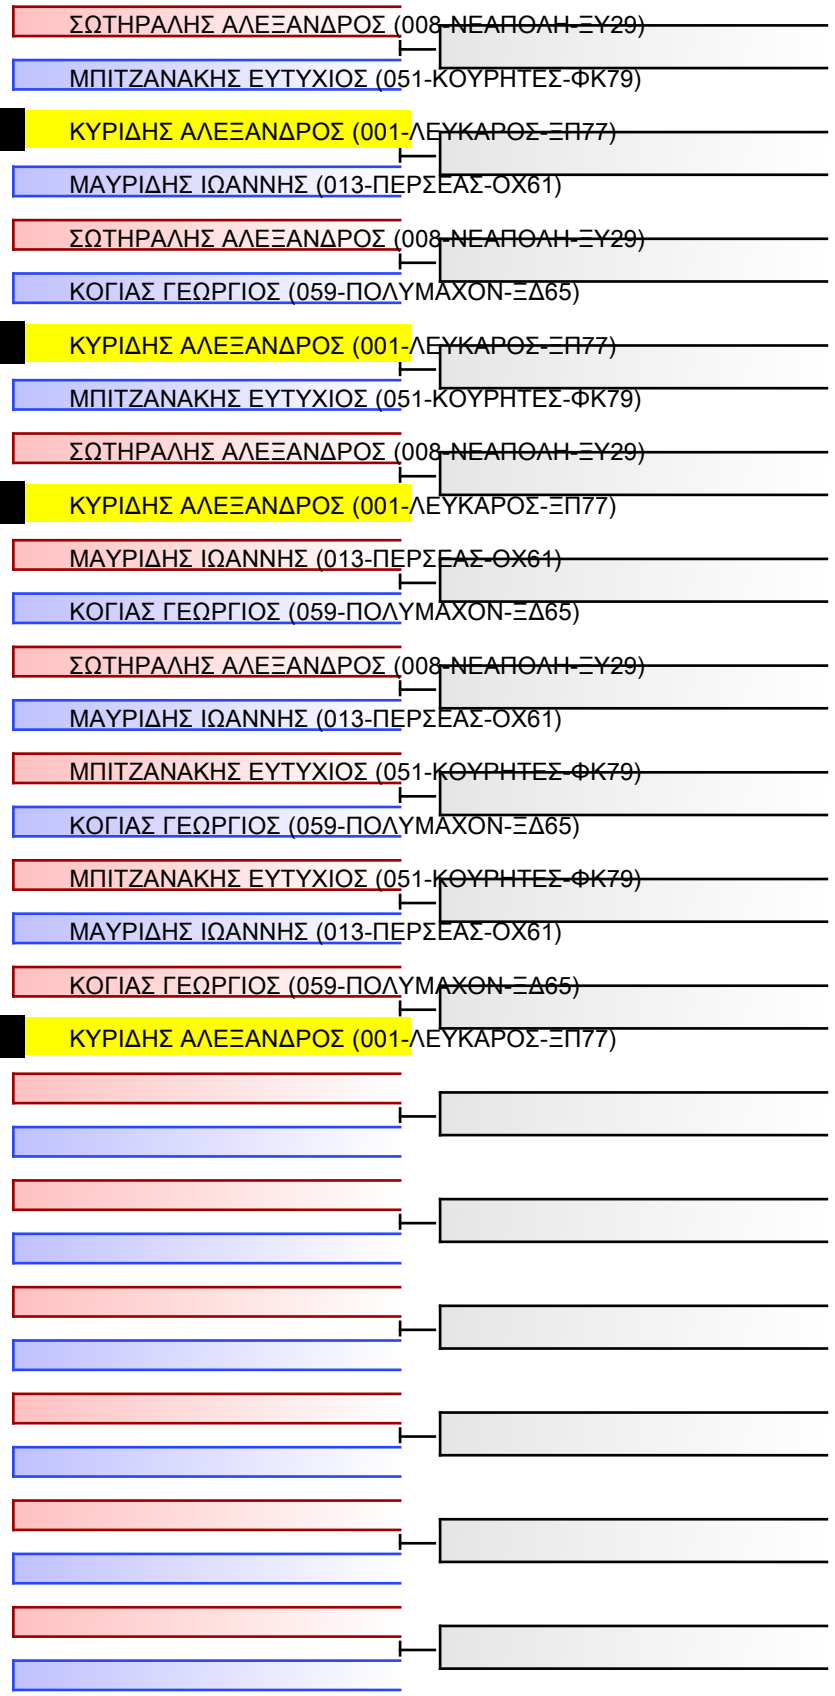 ΣΩΤΗΡΑΛΗΣ ΑΛΕΞΑΝΔΡΟΣ (008-ΝΕΑΠΟΛΗ-ΞΥ29)
ΜΠΙΤΖΑΝΑΚΗΣ ΕΥΤΥΧΙΟΣ (051-ΚΟΥΡΗΤΕΣ-ΦΚ79)
ΚΥΡΙΔΗΣ ΑΛΕΞΑΝΔΡΟΣ (001-ΛΕΥΚΑΡΟΣ-ΞΠ77)
ΜΑΥΡΙΔΗΣ ΙΩΑΝΝΗΣ (013-ΠΕΡΣΕΑΣ-ΟΧ61)
ΣΩΤΗΡΑΛΗΣ ΑΛΕΞΑΝΔΡΟΣ (008-ΝΕΑΠΟΛΗ-ΞΥ29)
ΚΟΓΙΑΣ ΓΕΩΡΓΙΟΣ (059-ΠΟΛΥΜΑΧΟΝ-ΞΔ65)
ΚΥΡΙΔΗΣ ΑΛΕΞΑΝΔΡΟΣ (001-ΛΕΥΚΑΡΟΣ-ΞΠ77)
ΜΠΙΤΖΑΝΑΚΗΣ ΕΥΤΥΧΙΟΣ (051-ΚΟΥΡΗΤΕΣ-ΦΚ79)
ΣΩΤΗΡΑΛΗΣ ΑΛΕΞΑΝΔΡΟΣ (008-ΝΕΑΠΟΛΗ-ΞΥ29)
ΚΥΡΙΔΗΣ ΑΛΕΞΑΝΔΡΟΣ (001-ΛΕΥΚΑΡΟΣ-ΞΠ77)
ΜΑΥΡΙΔΗΣ ΙΩΑΝΝΗΣ (013-ΠΕΡΣΕΑΣ-ΟΧ61)
ΚΟΓΙΑΣ ΓΕΩΡΓΙΟΣ (059-ΠΟΛΥΜΑΧΟΝ-ΞΔ65)
ΣΩΤΗΡΑΛΗΣ ΑΛΕΞΑΝΔΡΟΣ (008-ΝΕΑΠΟΛΗ-ΞΥ29)
ΜΑΥΡΙΔΗΣ ΙΩΑΝΝΗΣ (013-ΠΕΡΣΕΑΣ-ΟΧ61)
ΜΠΙΤΖΑΝΑΚΗΣ ΕΥΤΥΧΙΟΣ (051-ΚΟΥΡΗΤΕΣ-ΦΚ79)
ΚΟΓΙΑΣ ΓΕΩΡΓΙΟΣ (059-ΠΟΛΥΜΑΧΟΝ-ΞΔ65)
ΜΠΙΤΖΑΝΑΚΗΣ ΕΥΤΥΧΙΟΣ (051-ΚΟΥΡΗΤΕΣ-ΦΚ79)
ΜΑΥΡΙΔΗΣ ΙΩΑΝΝΗΣ (013-ΠΕΡΣΕΑΣ-ΟΧ61)
ΚΟΓΙΑΣ ΓΕΩΡΓΙΟΣ (059-ΠΟΛΥΜΑΧΟΝ-ΞΔ65)
ΚΥΡΙΔΗΣ ΑΛΕΞΑΝΔΡΟΣ (001-ΛΕΥΚΑΡΟΣ-ΞΠ77)